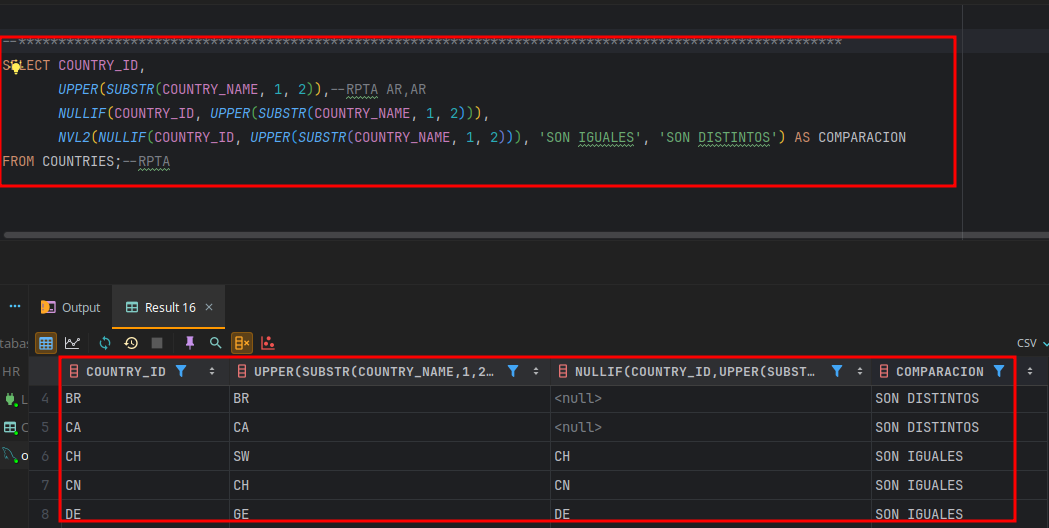 --*******************************************************************************************************
SELECT COUNTRY_ID,
UPPER(SUBSTR(COUNTRY_NAME, 1, 2)),--RPTA AR,AR
NULLIF(COUNTRY_ID, UPPER(SUBSTR(COUNTRY_NAME, 1, 2))),
NVL2(NULLIF(COUNTRY_ID, UPPER(SUBSTR(COUNTRY_NAME, 1, 2))), 'SON IGUALES', 'SON DISTINTOS') AS COMPARACION
FROM COUNTRIES;--RPTA
Output Result 16 ×
tabas CSV
HR COUNTRY_ID UPPER(SUBSTR(COUNTRY_NAME,1,2... NULLIF(COUNTRY_ID,UPPER(SUBST... COMPARACION
4 BR BR <null> SON DISTINTOS
5 CA CA <null> SON DISTINTOS
6 CH SW CH SON IGUALES
7 CN CH CN SON IGUALES
8 DE GE DE SON IGUALES